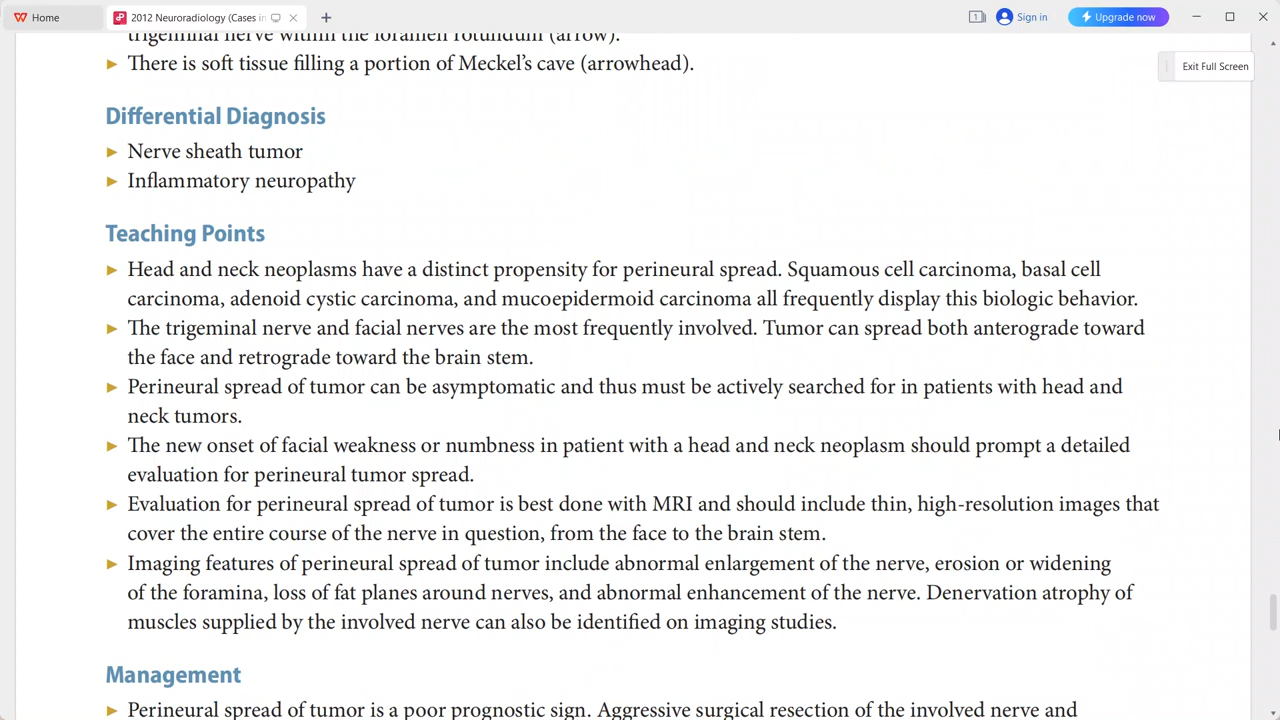 Home
2012 Neuroradiology (Cases in
1
Sign in
Upgrade now
trigeminal nerve within the foramen rotundum (arrow).
► There is soft tissue filling a portion of Meckel’s cave (arrowhead).
Exit Full Screen
Differential Diagnosis
► Nerve sheath tumor
► Inflammatory neuropathy
Teaching Points
► Head and neck neoplasms have a distinct propensity for perineural spread. Squamous cell carcinoma, basal cell
carcinoma, adenoid cystic carcinoma, and mucoepidermoid carcinoma all frequently display this biologic behavior.
► The trigeminal nerve and facial nerves are the most frequently involved. Tumor can spread both anterograde toward
the face and retrograde toward the brain stem.
► Perineural spread of tumor can be asymptomatic and thus must be actively searched for in patients with head and
neck tumors.
► The new onset of facial weakness or numbness in patient with a head and neck neoplasm should prompt a detailed
evaluation for perineural tumor spread.
► Evaluation for perineural spread of tumor is best done with MRI and should include thin, high-resolution images that
cover the entire course of the nerve in question, from the face to the brain stem.
► Imaging features of perineural spread of tumor include abnormal enlargement of the nerve, erosion or widening
of the foramina, loss of fat planes around nerves, and abnormal enhancement of the nerve. Denervation atrophy of
muscles supplied by the involved nerve can also be identified on imaging studies.
Management
► Perineural spread of tumor is a poor prognostic sign. Aggressive surgical resection of the involved nerve and